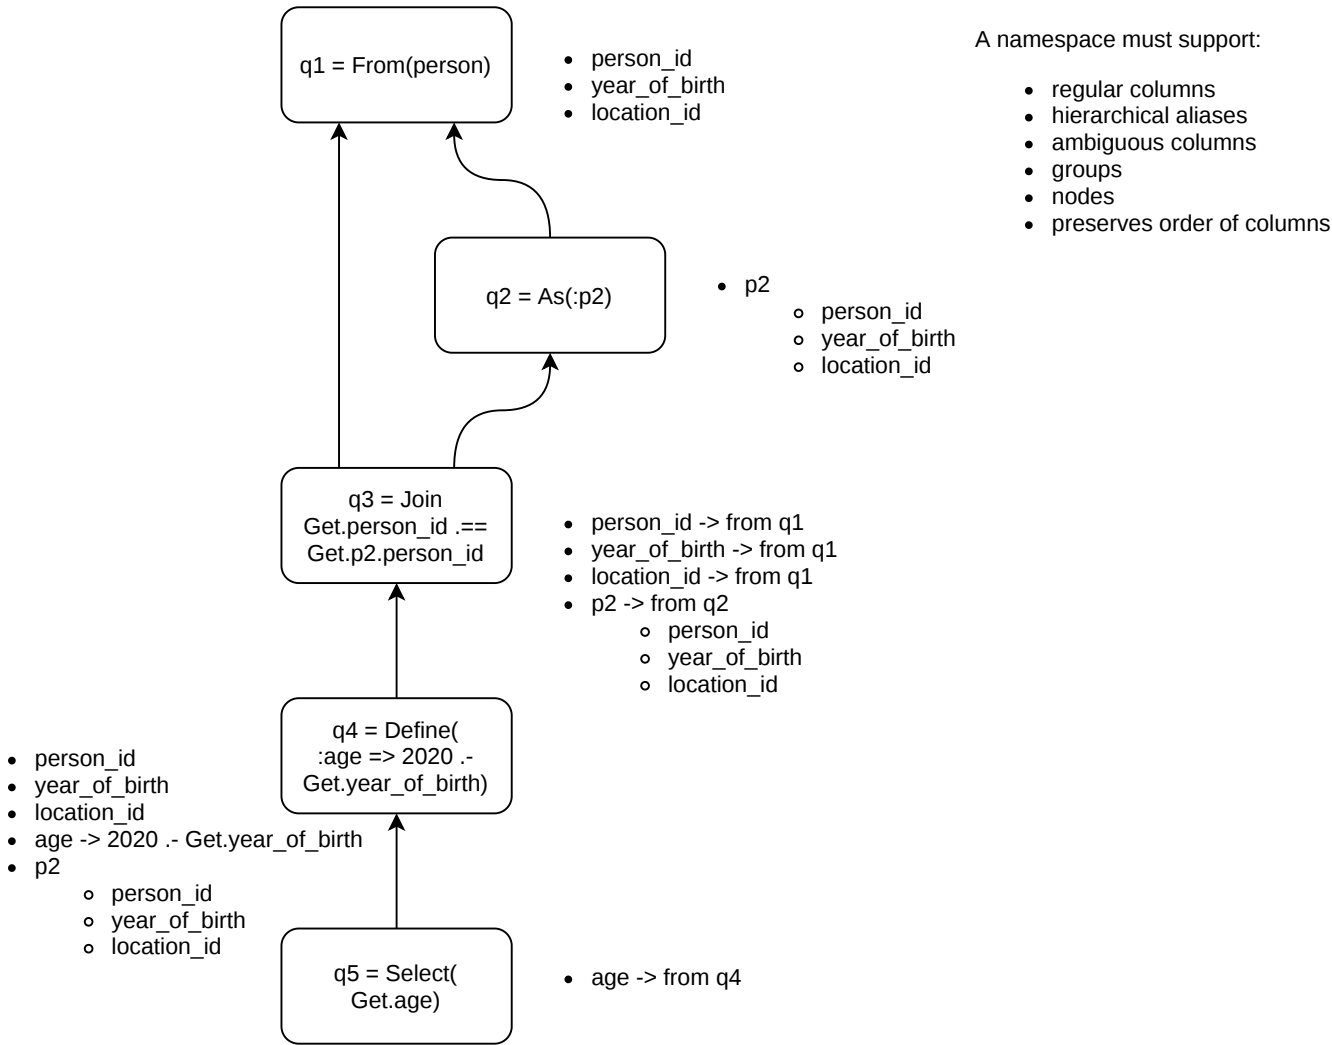 q1 = From(person)
person_id
year_of_birth
location_id
A namespace must support:
regular columns
hierarchical aliases
ambiguous columns
groups
nodes
preserves order of columns
q2 = As(:p2)
p2
person_id
year_of_birth
location_id
q3 = Join
Get.person_id .==
Get.p2.person_id
person_id -> from q1
year_of_birth -> from q1
location_id -> from q1
p2 -> from q2
person_id
year_of_birth
location_id
q4 = Define(
:age => 2020 .-
Get.year_of_birth)
person_id
year_of_birth
location_id
age -> 2020 .- Get.year_of_birth
p2
person_id
year_of_birth
location_id
q5 = Select(
Get.age)
age -> from q4